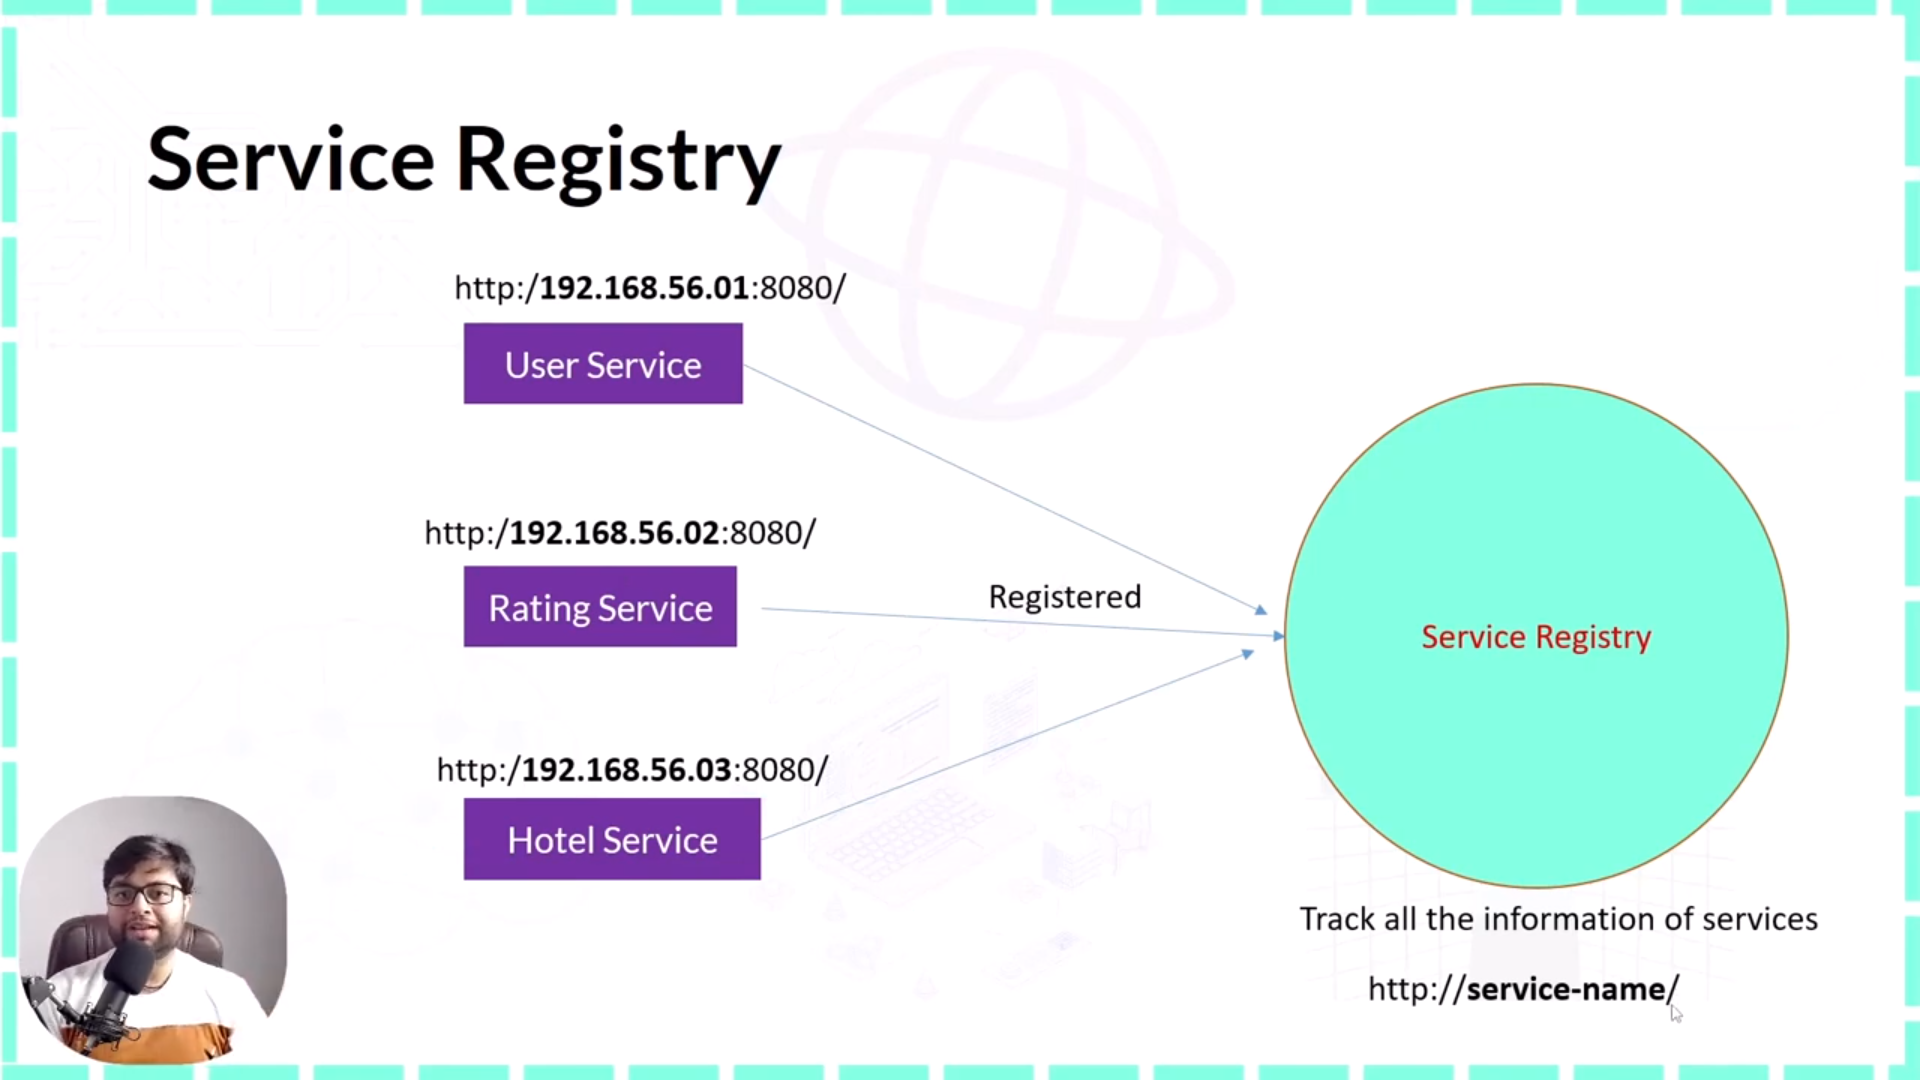 Service Registry
http:/192.168.56.01:8080/
User Service
http:/192.168.56.02:8080/
Rating Service
Registered
Service Registry
http:/192.168.56.03:8080/
Hotel Service
Track all the information of services
http://service-name/